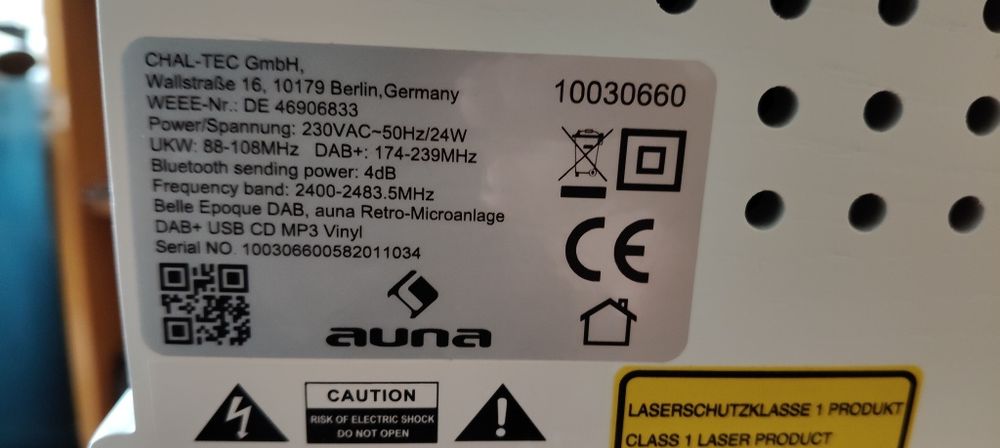 CHAL-TEC GmbH,
Wallstraße 16, 10179 Berlin,Germany
WEEE-Nr.: DE 46906833
Power/Spannung: 230VAC~50Hz/24W
UKW: 88-108MHz DAB+: 174-239MHz
Bluetooth sending power: 4dB
Frequency band: 2400-2483.5MHz
Belle Epoque DAB, auna Retro-Microanlage
DAB+ USB CD MP3 Vinyl
Serial NO. 100306600582011034
10030660
CE
auna
CAUTION
RISK OF ELECTRIC SHOCK
DO NOT OPEN
LASERSCHUTZKLASSE 1 PRODUKT
CLASS 1 LASER PRODUCT